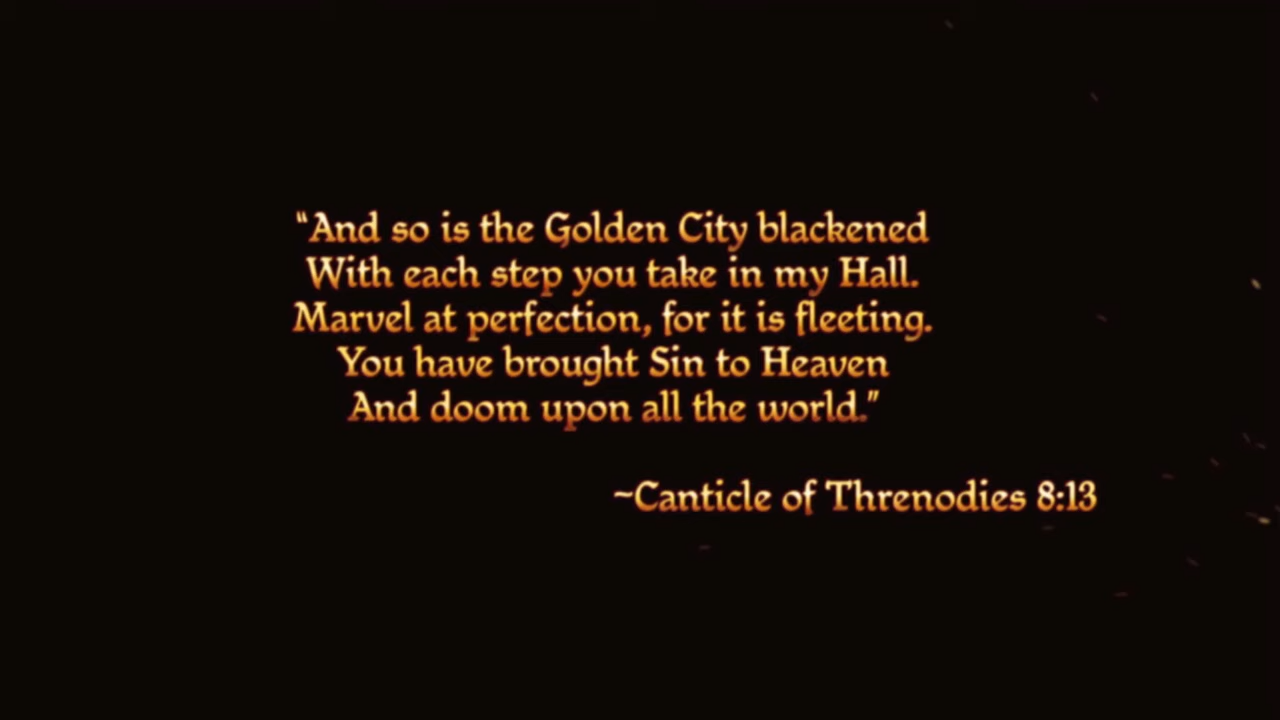 “And so is the Golden City blackened
With each step you take in my Hall.
Marvel at perfection, for it is fleeting.
You have brought Sin to Heaven
And doom upon all the world.”
~Canticle of Threnodies 8:13